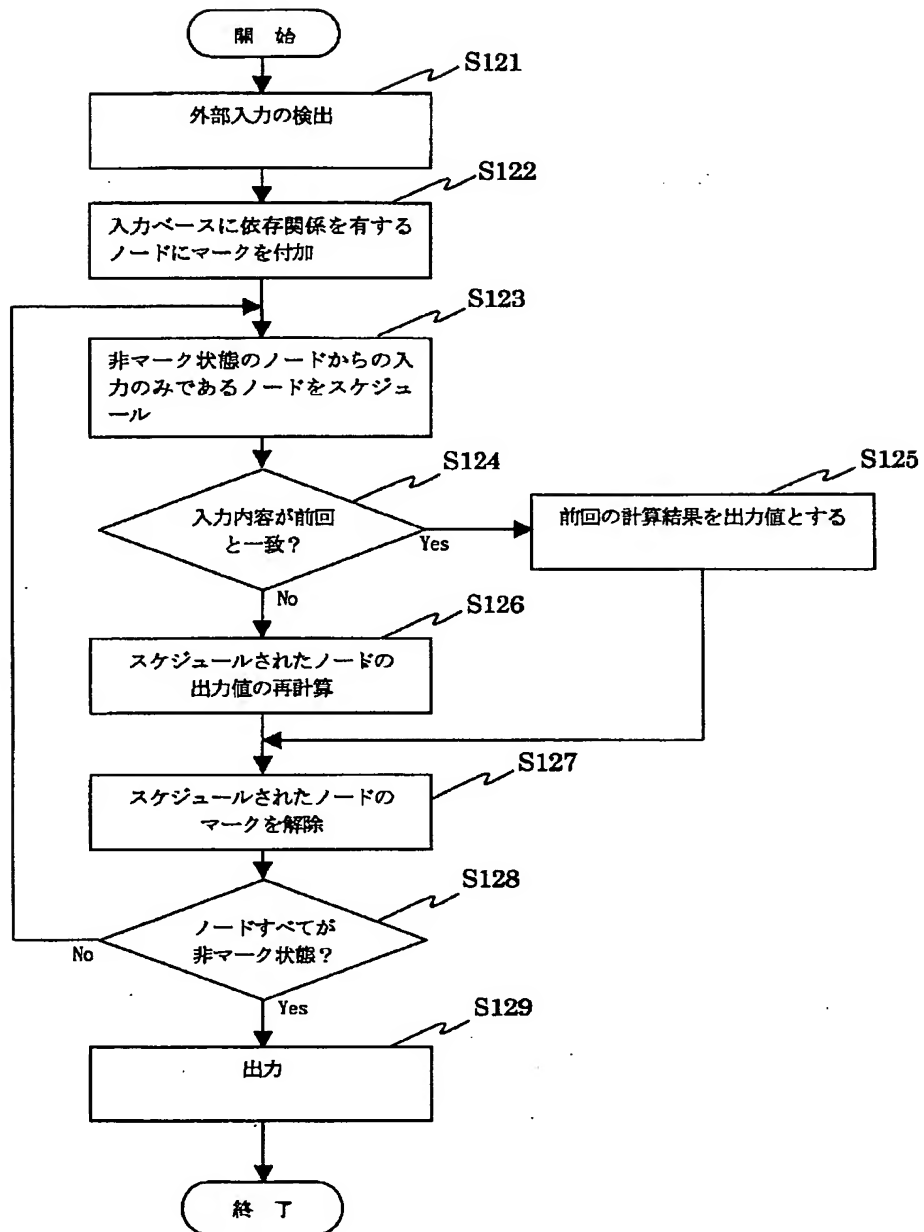 開 始
S121
外部入力の検出
S122
入力ベースに依存関係を有する
ノードにマークを付加
S123
非マーク状態のノードからの入
力のみであるノードをスケジュ
ール
S124
入力内容が前回
と一致？
Yes
No
S125
前回の計算結果を出力値とする
S126
スケジュールされたノードの
出力値の再計算
S127
スケジュールされたノードの
マークを解除
S128
ノードすべてが
非マーク状態？
No
Yes
S129
出力
終 了